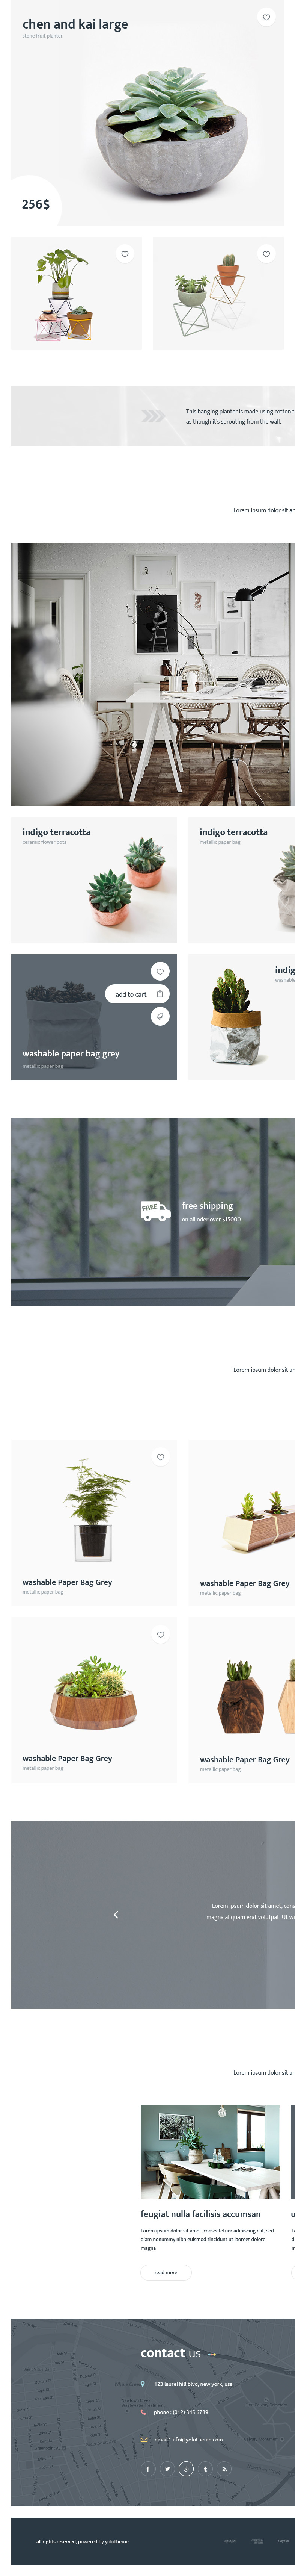 chen and kai large
stone fruit planter
256$
This hanging planter is made using cotton t
as though it's sprouting from the wall.
Lorem ipsum dolor sit am
indigo terracotta
ceramic flower pots
indigo terracotta
metallic paper bag
add to cart
washable paper bag grey
metallic paper bag
indig
washable
FREE
free shipping
on all oder over $15000
Lorem ipsum dolor sit am
washable Paper Bag Grey
metallic paper bag
washable Paper Bag Grey
metallic paper bag
washable Paper Bag Grey
metallic paper bag
washable Paper Bag Grey
metallic paper bag
Lorem ipsum dolor sit amet, cons
magna aliquam erat volutpat. Ut wi
Lorem ipsum dolor sit am
feugiat nulla facilisis accumsan
Lorem ipsum dolor sit amet, consectetuer adipiscing elit, sed
diam nonummy nibh euismod tincidunt ut laoreet dolore
magna
read more
contact us
123 laurel hill blvd, new york, usa
phone : (012) 345 6789
email : info@yolotheme.com
all rights reserved, powered by yolotheme
PayPal